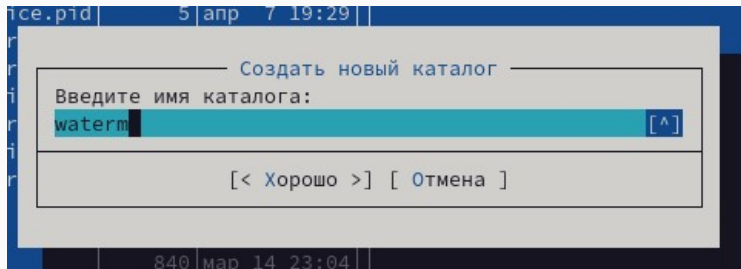 ice.pid 5 апр 7 19:29
Создать новый каталог
Введите имя каталога:
waterm [^]
[< Хорошо >] [ Отмена ]
840 мар 14 23:04